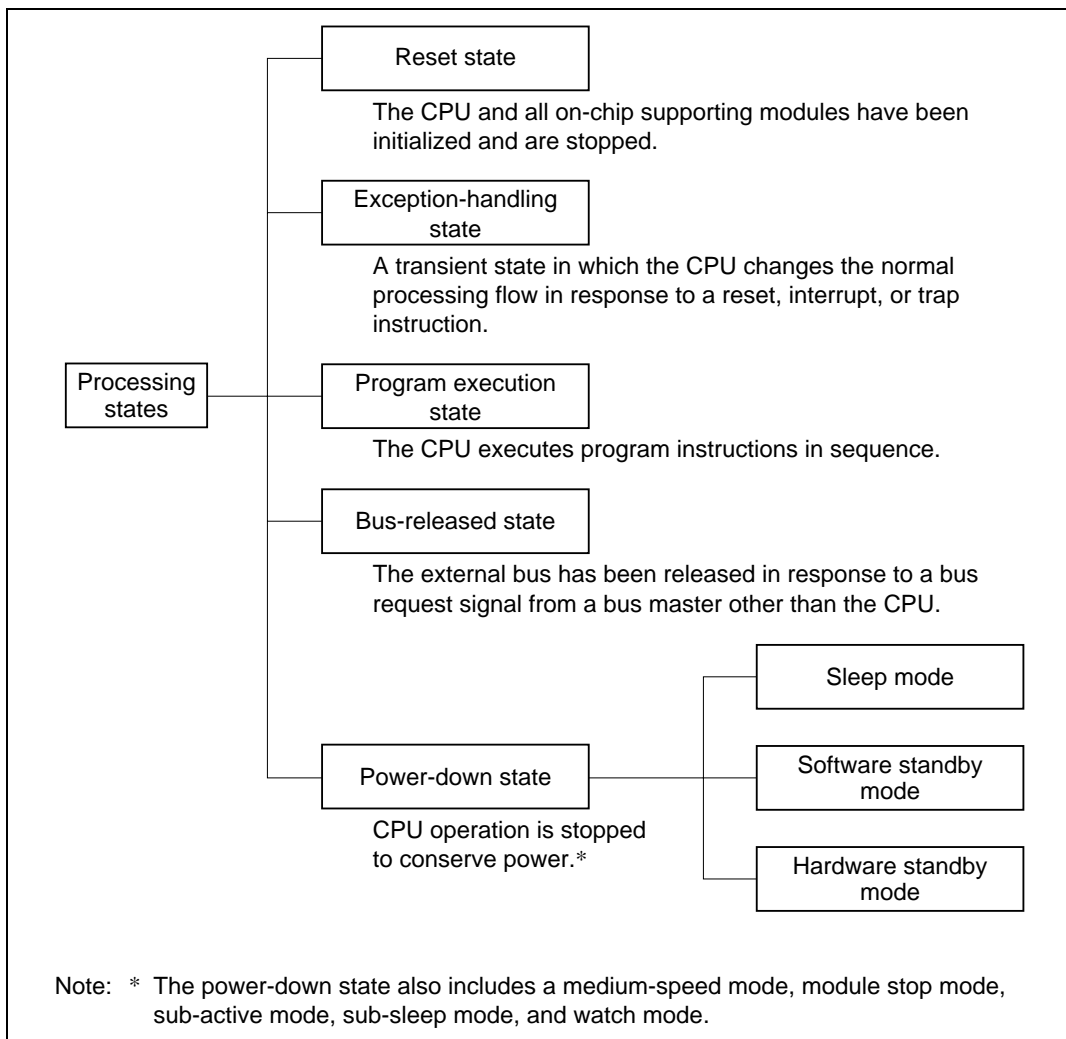 Reset state
The CPU and all on-chip supporting modules have been
initialized and are stopped.
Exception-handling
state
A transient state in which the CPU changes the normal
processing flow in response to a reset, interrupt, or trap
instruction.
Processing
states
Program execution
state
The CPU executes program instructions in sequence.
Bus-released state
The external bus has been released in response to a bus
request signal from a bus master other than the CPU.
Power-down state
CPU operation is stopped
to conserve power.*
Sleep mode
Software standby
mode
Hardware standby
mode
Note: * The power-down state also includes a medium-speed mode, module stop mode,
sub-active mode, sub-sleep mode, and watch mode.